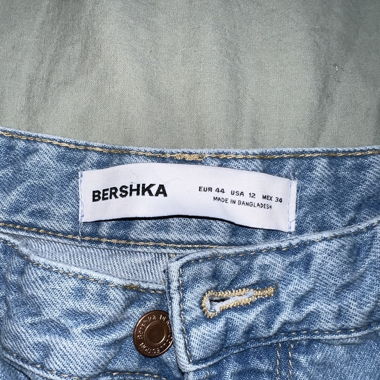 BERSHKA
EUR 44 USA 12 MEX 34
MADE IN BANGLADESH